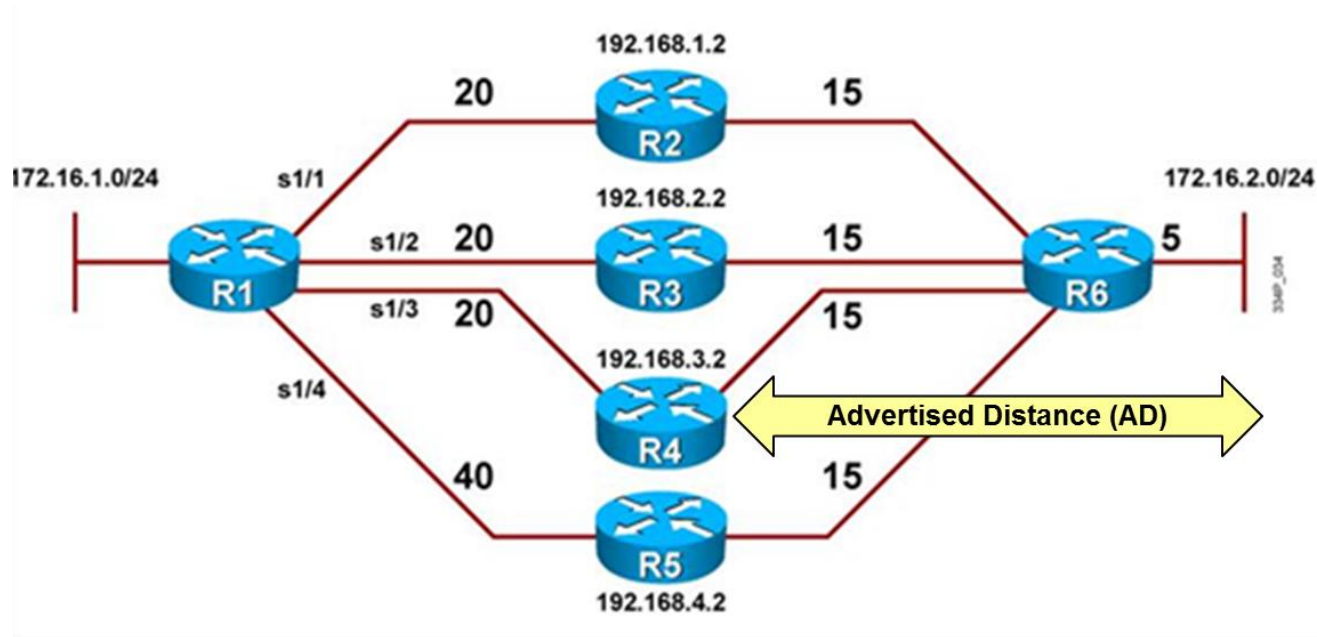 192.168.1.2
20
15
R2
172.16.1.0/24
s1/1
192.168.2.2
172.16.2.0/24
s1/2
20
15
5
R1
R3
R6
s1/3
20
15
334P_034
192.168.3.2
s1/4
Advertised Distance (AD)
R4
40
15
R5
192.168.4.2